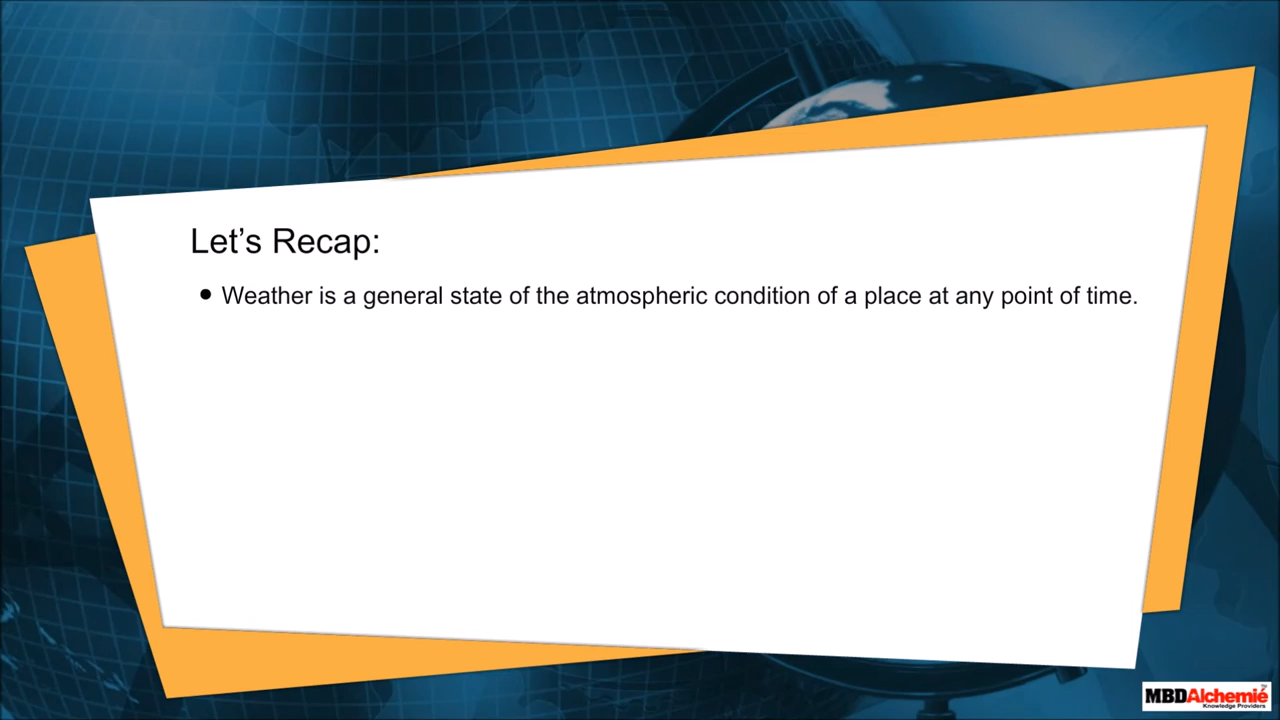 Let’s Recap:
● Weather is a general state of the atmospheric condition of a place at any point of time.
MBDAlchemie
TM
Knowledge Providers